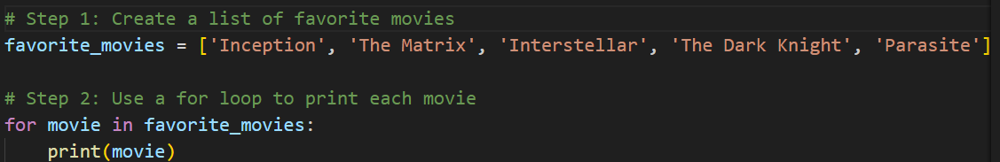 # Step 1: Create a list of favorite movies
favorite_movies = ['Inception', 'The Matrix', 'Interstellar', 'The Dark Knight', 'Parasite']
# Step 2: Use a for loop to print each movie
for movie in favorite_movies:
    print(movie)